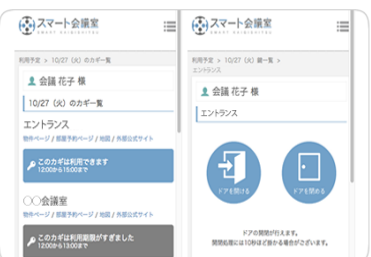 スマート会議室
SMART KAIGISHITSU
利用予定 > 10/27（火）のカギ一覧
会議 花子 様
10/27（火）のカギ一覧
エントランス
物件ページ / 部屋予約ページ / 地図 / 外部公式サイト
このカギは利用できます
12:00から15:00まで
〇〇会議室
物件ページ / 部屋予約ページ / 地図 / 外部公式サイト
このカギは利用期限がすぎました
12:00から13:00まで
スマート会議室
SMART KAIGISHITSU
利用予定 > 10/27（火）鍵一覧 >
エントランス
会議 花子 様
エントランス
ドアを開ける
ドアを閉める
ドアの開閉が行えます。
開閉処理には10秒ほど掛かる場合がございます。